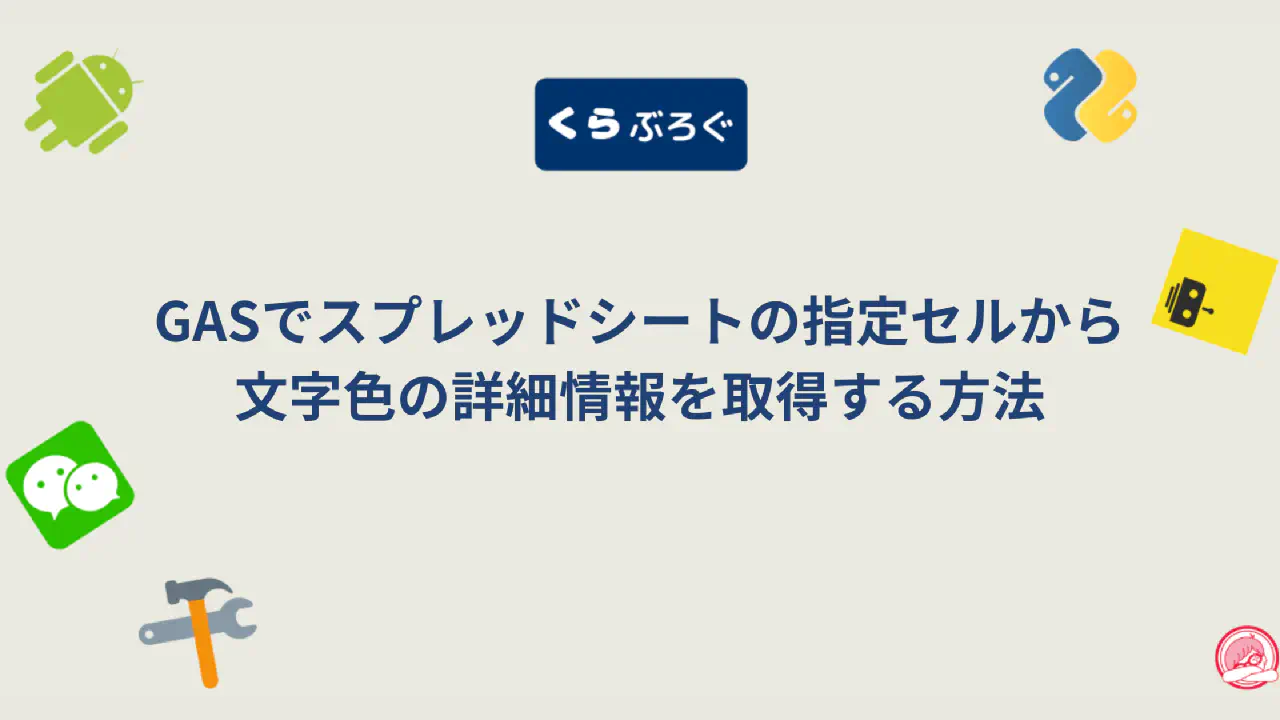 くらぶろぐ
GASでスプレッドシートの指定セルから
文字色の詳細情報を取得する方法